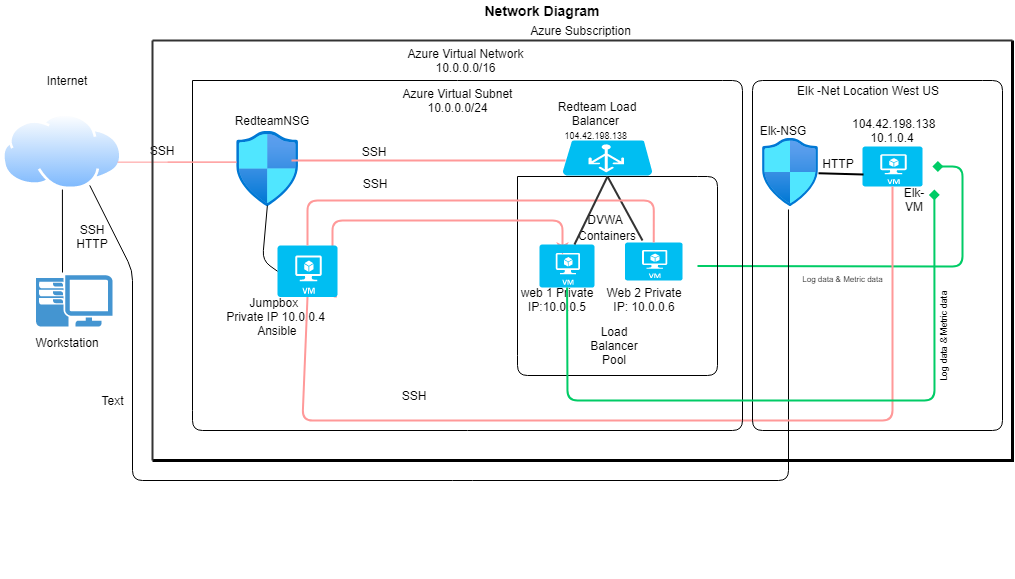 Network Diagram
Azure Subscription
Azure Virtual Network
10.0.0.0/16
Internet
Azure Virtual Subnet
10.0.0.0/24
Elk -Net Location West US
RedteamNSG
Redteam Load
Balancer
104.42.198.138
Elk-NSG
104.42.198.138
10.1.0.4
SSH
SSH
HTTP
VM
SSH
Elk-
VM
SSH
HTTP
DVWA
Containers
VM
VM
VM
Log data & Metric data
web 1 Private
IP:10.0.0.5
Web 2 Private
IP: 10.0.0.6
Jumpbox
Private IP 10.0.0.4
Ansible
Workstation
Load
Balancer
Pool
Log data & Metric data
Text
SSH